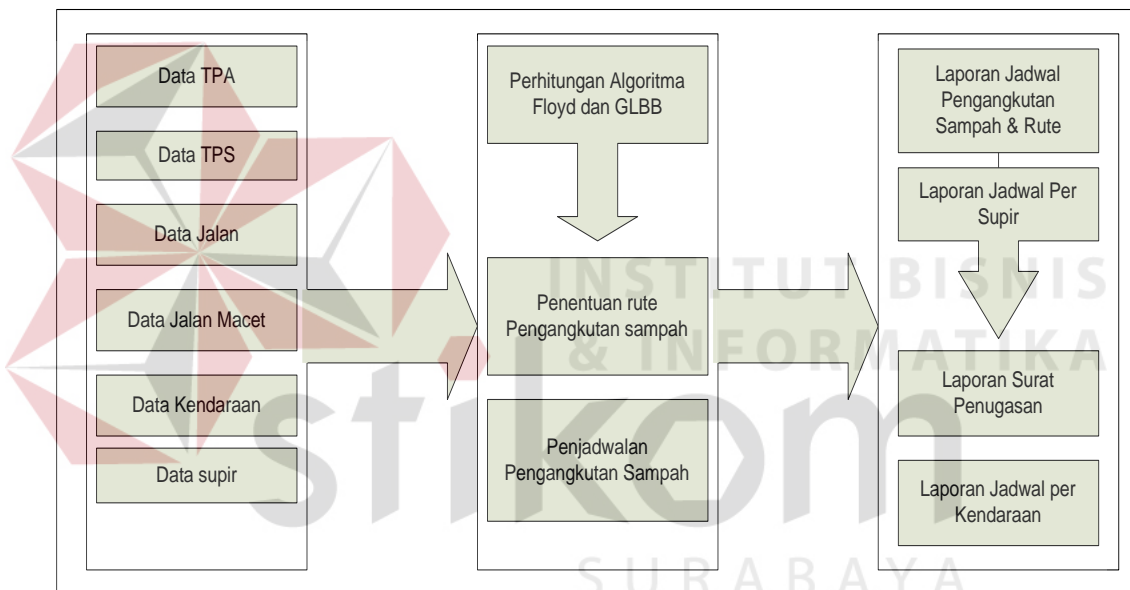 Data TPA
Data TPS
Data Jalan
Data Jalan Macet
Data Kendaraan
Data supir
Perhitungan Algoritma
Floyd dan GLBB
Penentuan rute
Pengangkutan sampah
Penjadwalan
Pengangkutan Sampah
Laporan Jadwal
Pengangkutan
Sampah & Rute
Laporan Jadwal Per
Supir
Laporan Surat
Penugasan
Laporan Jadwal per
Kendaraan
INSTITUT BISNIS
& INFORMATIKA
stikom
SURABAYA